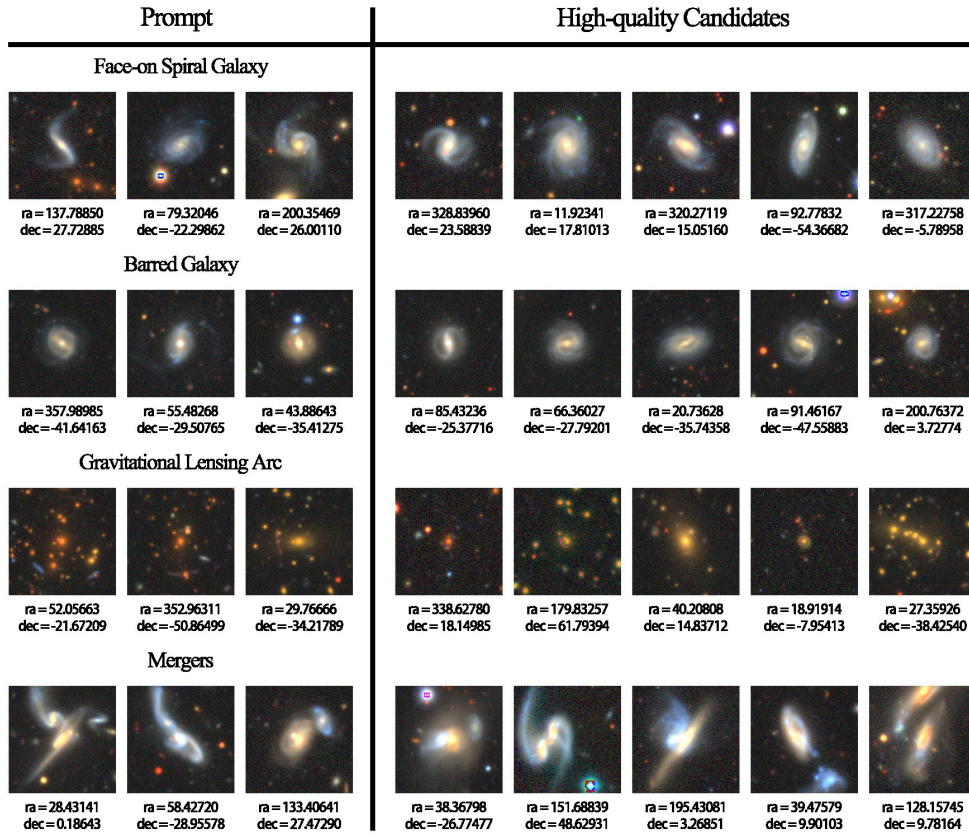 Prompt
High-quality Candidates
Face-on Spiral Galaxy
ra = 137.78850 ra = 79.32046 ra = 200.35469 ra = 328.83960 ra = 11.92341 ra = 320.27119 ra = 92.77832 ra = 317.22758
dec = 27.72885 dec = -22.29862 dec = 26.00110 dec = 23.58839 dec = 17.81013 dec = 15.05160 dec = -54.36682 dec = -5.78958
Barred Galaxy
ra = 357.98985 ra = 55.48268 ra = 43.88643 ra = 85.43236 ra = 66.36027 ra = 20.73628 ra = 91.46167 ra = 200.76372
dec = -41.64163 dec = -29.50765 dec = -35.41275 dec = -25.37716 dec = -27.79201 dec = -35.74358 dec = -47.55883 dec = 3.72774
Gravitational Lensing Arc
ra = 52.05663 ra = 352.96311 ra = 29.76666 ra = 338.62780 ra = 179.83257 ra = 40.20808 ra = 18.91914 ra = 27.35926
dec = -21.67209 dec = -50.86499 dec = -34.21789 dec = 18.14985 dec = 61.79394 dec = 14.83712 dec = -7.95413 dec = -38.42540
Mergers
ra = 28.43141 ra = 58.42720 ra = 133.40641 ra = 38.36798 ra = 151.68839 ra = 195.43081 ra = 39.47579 ra = 128.15745
dec = 0.18643 dec = -28.95578 dec = 27.47290 dec = -26.77477 dec = 48.62931 dec = 3.26851 dec = 9.90103 dec = 9.78164